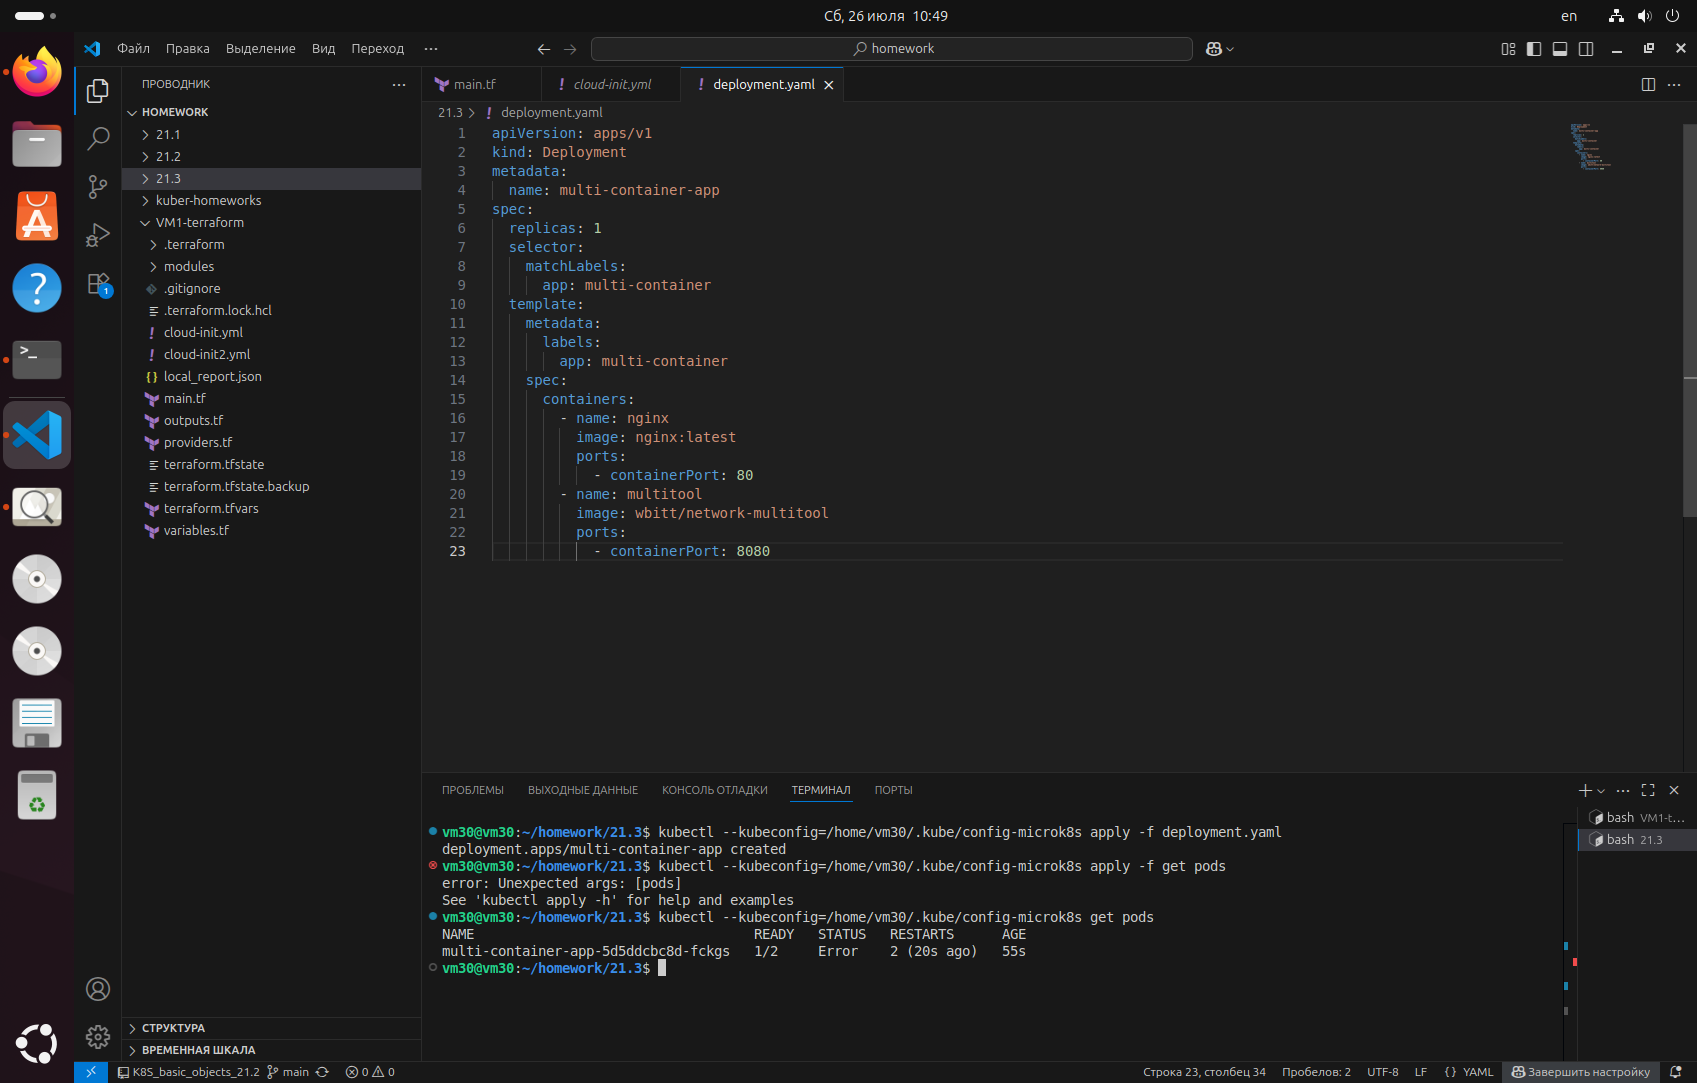 Сб, 26 июля 10:49
en
Файл Правка Выделение Вид Переход ···
homework
ПРОВОДНИК
HOMEWORK
21.1
21.2
21.3
kuber-homeworks
VM1-terraform
.terraform
modules
.gitignore
.terraform.lock.hcl
cloud-init.yml
cloud-init2.yml
local_report.json
main.tf
outputs.tf
providers.tf
terraform.tfstate
terraform.tfstate.backup
terraform.tfvars
variables.tf
СТРУКТУРА
ВРЕМЕННАЯ ШКАЛА
1
main.tf
! cloud-init.yml
! deployment.yaml
21.3 > ! deployment.yaml
1 apiVersion: apps/v1
2 kind: Deployment
3 metadata:
4   name: multi-container-app
5 spec:
6   replicas: 1
7   selector:
8     matchLabels:
9       app: multi-container
10   template:
11     metadata:
12       labels:
13         app: multi-container
14     spec:
15       containers:
16         - name: nginx
17           image: nginx:latest
18           ports:
19             - containerPort: 80
20         - name: multitool
21           image: wbitt/network-multitool
22           ports:
23             - containerPort: 8080
ПРОБЛЕМЫ ВЫХОДНЫЕ ДАННЫЕ КОНСОЛЬ ОТЛАДКИ ТЕРМИНАЛ ПОРТЫ
vm30@vm30:~/homework/21.3$ kubectl --kubeconfig=/home/vm30/.kube/config-microk8s apply -f deployment.yaml
deployment.apps/multi-container-app created
vm30@vm30:~/homework/21.3$ kubectl --kubeconfig=/home/vm30/.kube/config-microk8s apply -f get pods
error: Unexpected args: [pods]
See 'kubectl apply -h' for help and examples
vm30@vm30:~/homework/21.3$ kubectl --kubeconfig=/home/vm30/.kube/config-microk8s get pods
NAME READY STATUS RESTARTS AGE
multi-container-app-5d5ddcbc8d-fckgs 1/2 Error 2 (20s ago) 55s
vm30@vm30:~/homework/21.3$
bash VM1-t...
bash 21.3
K8S_basic_objects_21.2 main 0 0
Строка 23, столбец 34 Пробелов: 2 UTF-8 LF {} YAML Завершить настройку